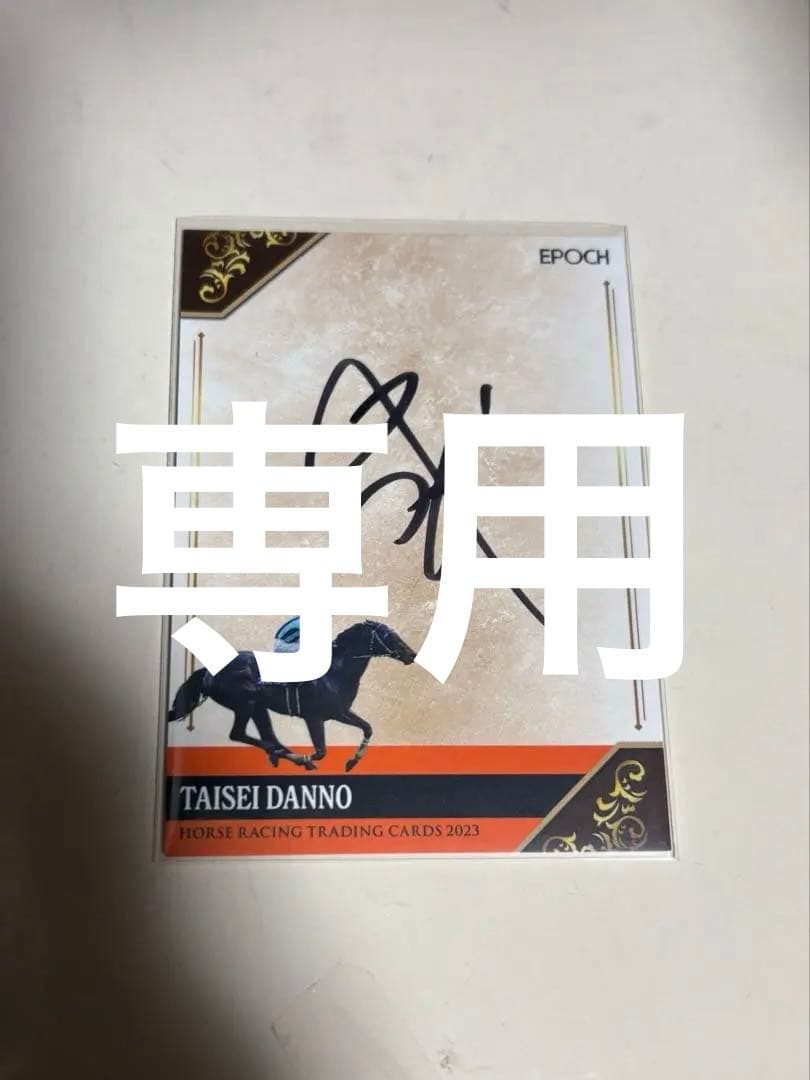 EPOCH
専用
TAISEI DANNO
HORSE RACING TRADING CARDS 2023